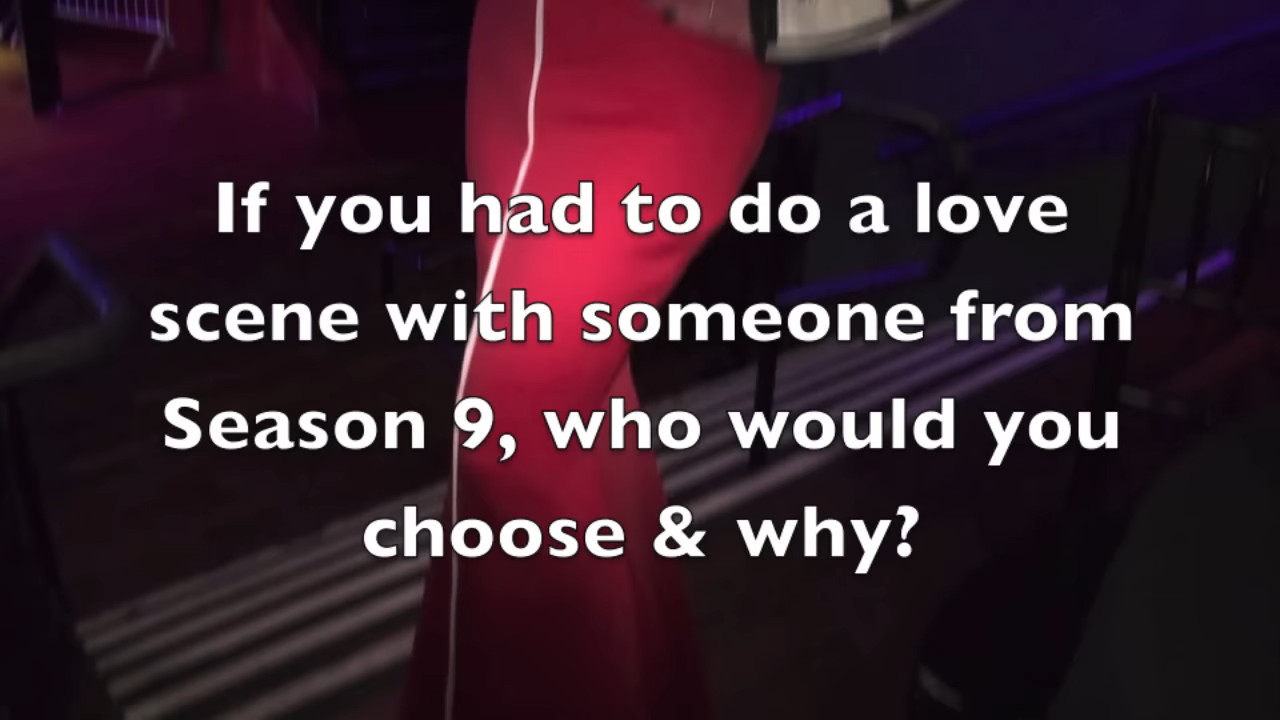 If you had to do a love
scene with someone from
Season 9, who would you
choose & why?